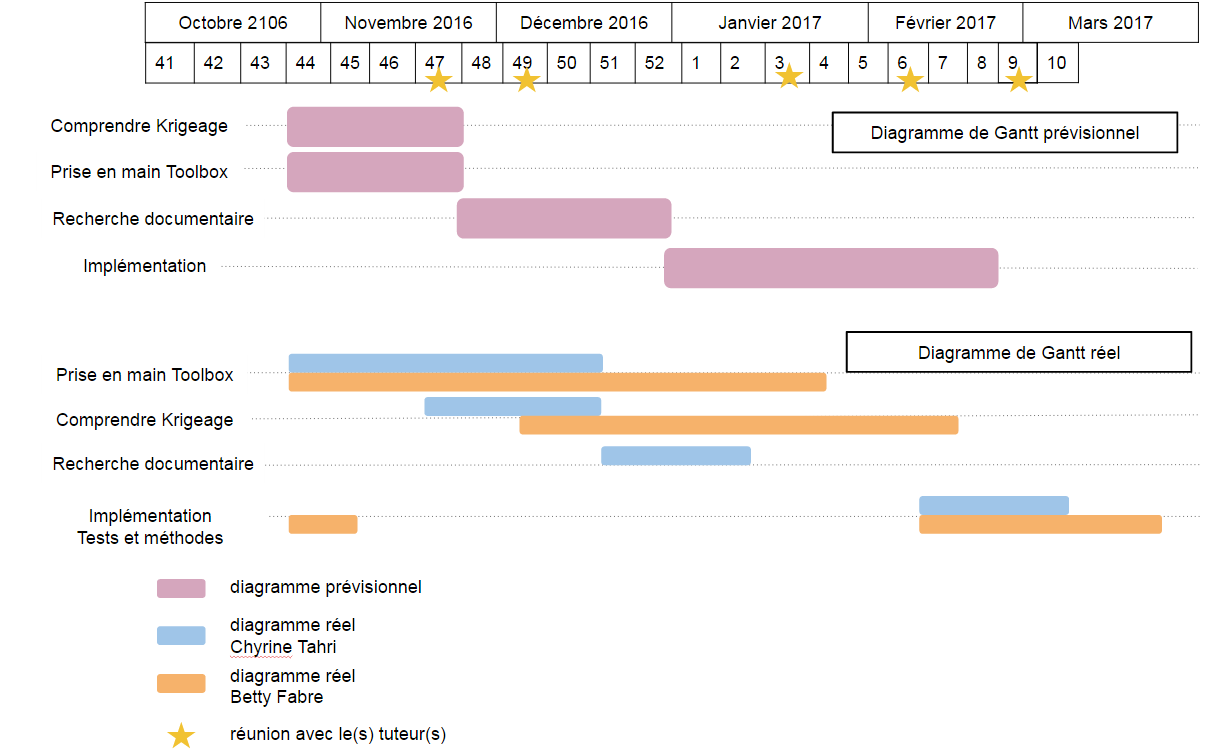 Octobre 2106 Novembre 2016 Décembre 2016 Janvier 2017 Février 2017 Mars 2017
41 42 43 44 45 46 47 48 49 50 51 52 1 2 3 4 5 6 7 8 9 10
Comprendre Krigeage
Diagramme de Gantt prévisionnel
Prise en main Toolbox
Recherche documentaire
Implémentation
Diagramme de Gantt réel
Prise en main Toolbox
Comprendre Krigeage
Recherche documentaire
Implémentation
Tests et méthodes
diagramme prévisionnel
diagramme réel
Chyrine Tahri
diagramme réel
Betty Fabre
réunion avec le(s) tuteur(s)